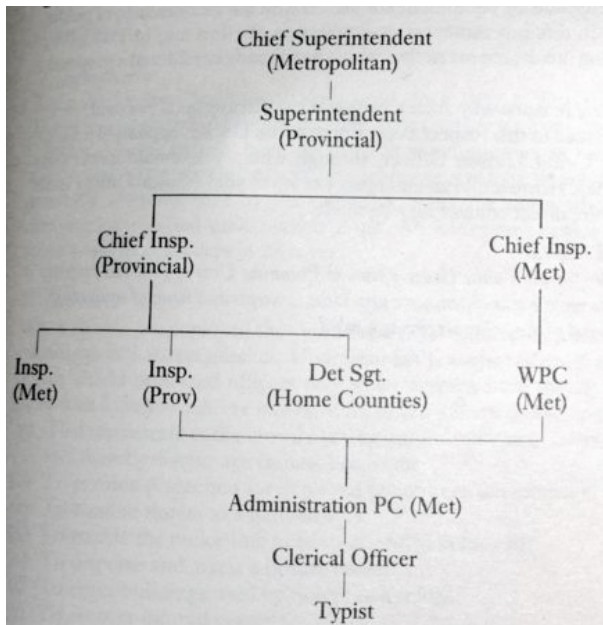 Chief Superintendent
(Metropolitan)
Superintendent
(Provincial)
Chief Insp.
(Provincial)
Chief Insp.
(Met)
Insp.
(Met)
Insp.
(Prov)
Det Sgt.
(Home Counties)
WPC
(Met)
Administration PC (Met)
Clerical Officer
Typist